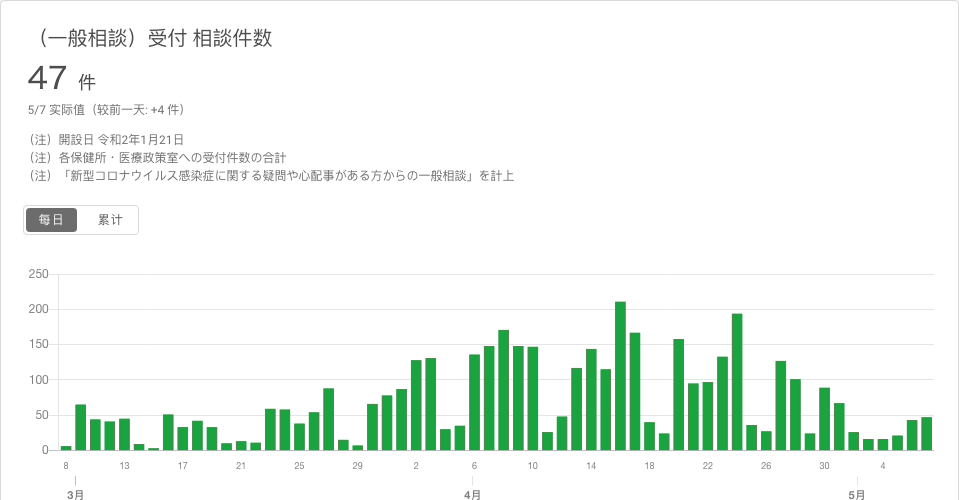 （一般相談）受付 相談件数
47 件
5/7 实际值（较前一天: +4 件）
（注）開設日 令和2年1月21日
（注）各保健所・医療政策室への受付件数の合計
（注）「新型コロナウイルス感染症に関する疑問や心配事がある方からの一般相談」を計上
每日 累计
250
200
150
100
50
0
8 13 17 21 25 29 2 6 10 14 18 22 26 30 4
3月 4月 5月